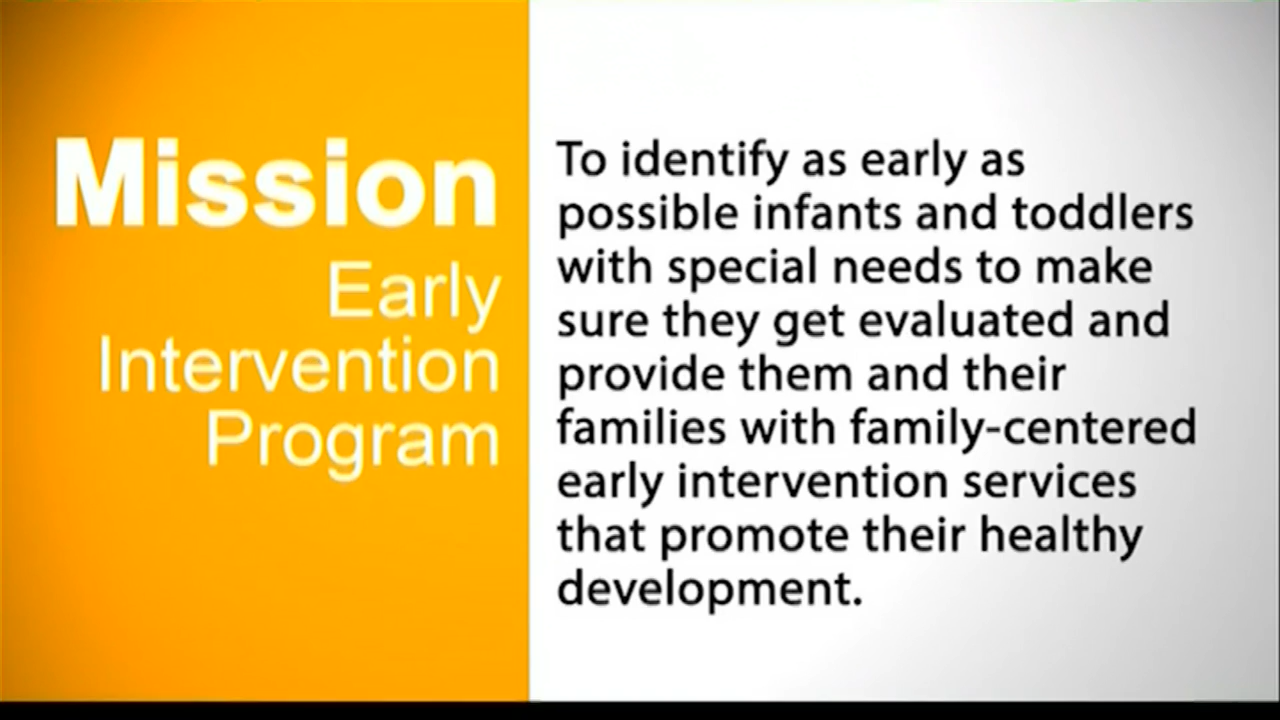 Mission
Early
Intervention
Program
To identify as early as
possible infants and toddlers
with special needs to make
sure they get evaluated and
provide them and their
families with family-centered
early intervention services
that promote their healthy
development.